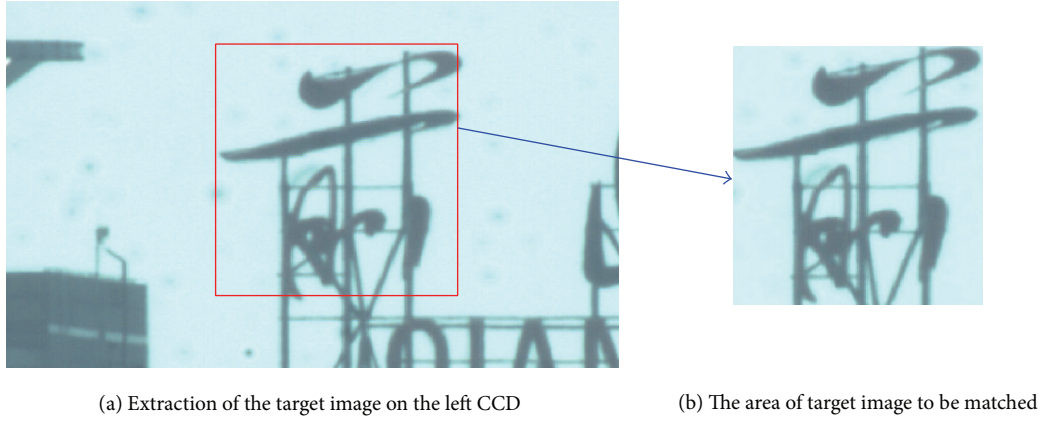 (a) Extraction of the target image on the left CCD
(b) The area of target image to be matched